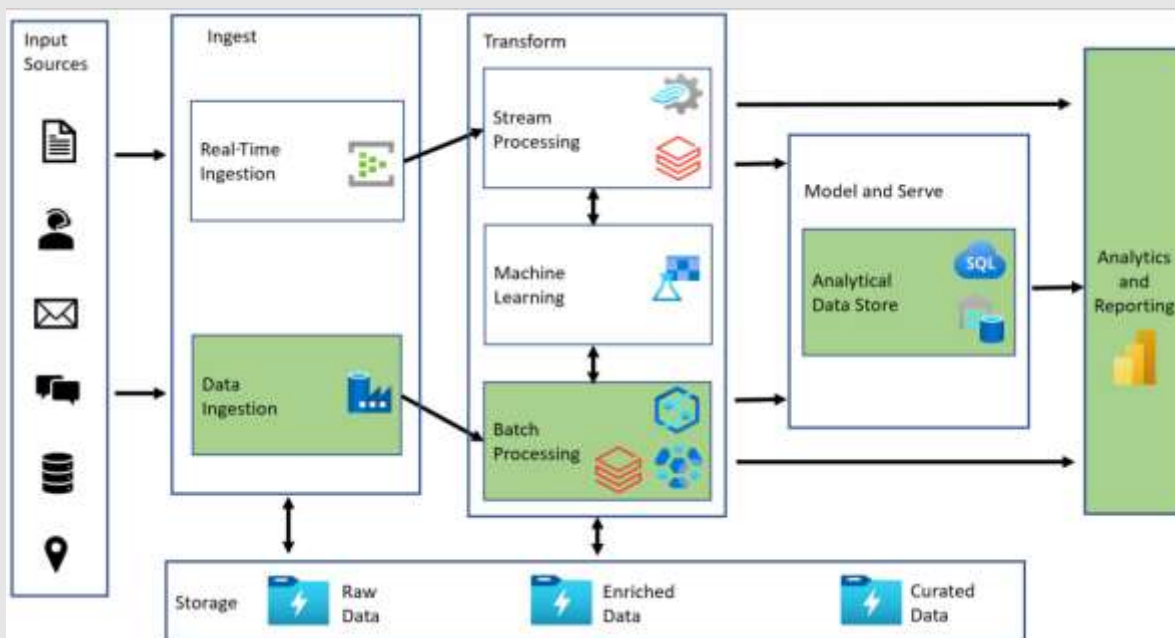 Input
Sources
Ingest
Real-Time
Ingestion
Data
Ingestion
Transform
Stream
Processing
Machine
Learning
Batch
Processing
Model and Serve
Analytical
Data Store
SQL
Analytics
and
Reporting
Storage
Raw
Data
Enriched
Data
Curated
Data